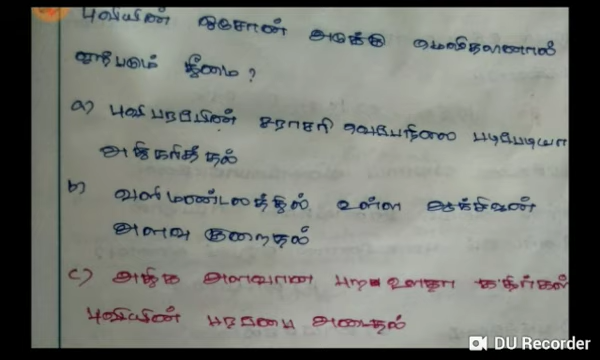 புவியின் ஓசோன் அடுக்கு மெலிதலினால்
ஏற்படும் தீமை?
a) புவி பரப்பின் சராசரி வெப்பநிலை படிப்படியா
அதிகரித்தல்
b) வளி மண்டலத்தில் உள்ள ஆக்சிஜன்
அளவு குறைதல்
c) அதிக அளவான புற ஊதா கதிர்கள்
புவியின் பரப்பை அடைதல்
DU Recorder